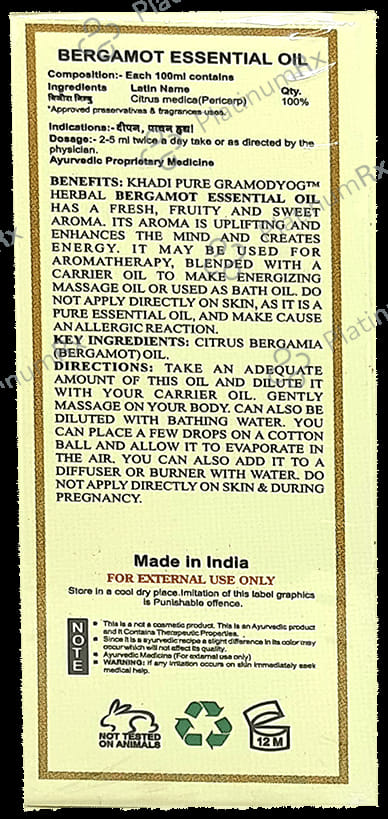 BERGAMOT ESSENTIAL OIL
Composition:- Each 100ml contains
Ingredients Latin Name Qty.
बिजौरा निम्बु Citrus medica(Pericarp) 100%
*Approved preservatives & fragrances uses.
Indications:- दीपन, पाचन हृद्य।
Dosage:- 2-5 ml twice a day take or as directed by the
physician.
Ayurvedic Proprietary Medicine
BENEFITS: KHADI PURE GRAMODYOG™
HERBAL BERGAMOT ESSENTIAL OIL
HAS A FRESH, FRUITY AND SWEET
AROMA. ITS AROMA IS UPLIFTING AND
ENHANCES THE MIND AND CREATES
ENERGY. IT MAY BE USED FOR
AROMATHERAPY, BLENDED WITH A
CARRIER OIL TO MAKE ENERGIZING
MASSAGE OIL OR USED AS BATH OIL. DO
NOT APPLY DIRECTLY ON SKIN, AS IT IS A
PURE ESSENTIAL OIL, AND MAKE CAUSE
AN ALLERGIC REACTION.
KEY INGREDIENTS: CITRUS BERGAMIA
(BERGAMOT) OIL.
DIRECTIONS: TAKE AN ADEQUATE
AMOUNT OF THIS OIL AND DILUTE IT
WITH YOUR CARRIER OIL. GENTLY
MASSAGE ON YOUR BODY. CAN ALSO BE
DILUTED WITH BATHING WATER. YOU
CAN PLACE A FEW DROPS ON A COTTON
BALL AND ALLOW IT TO EVAPORATE IN
THE AIR. YOU CAN ALSO ADD IT TO A
DIFFUSER OR BURNER WITH WATER. DO
NOT APPLY DIRECTLY ON SKIN & DURING
PREGNANCY.
Made in India
FOR EXTERNAL USE ONLY
Store in a cool dry place.Imitation of this label graphics
is Punishable offence.
NOTE
This is a not a cosmetic product. This is an Ayurvedic product
and it Contains Therapeutic Properties.
Since it is a ayurvedic recipe a slight difference in its color may
occur which will not effect its quality.
Ayurvedic Medicine (For external use only)
WARNING: If any irritation occurs on skin immediately seek
medical help.
NOT TESTED
ON ANIMALS
12 M
PlatinumRx